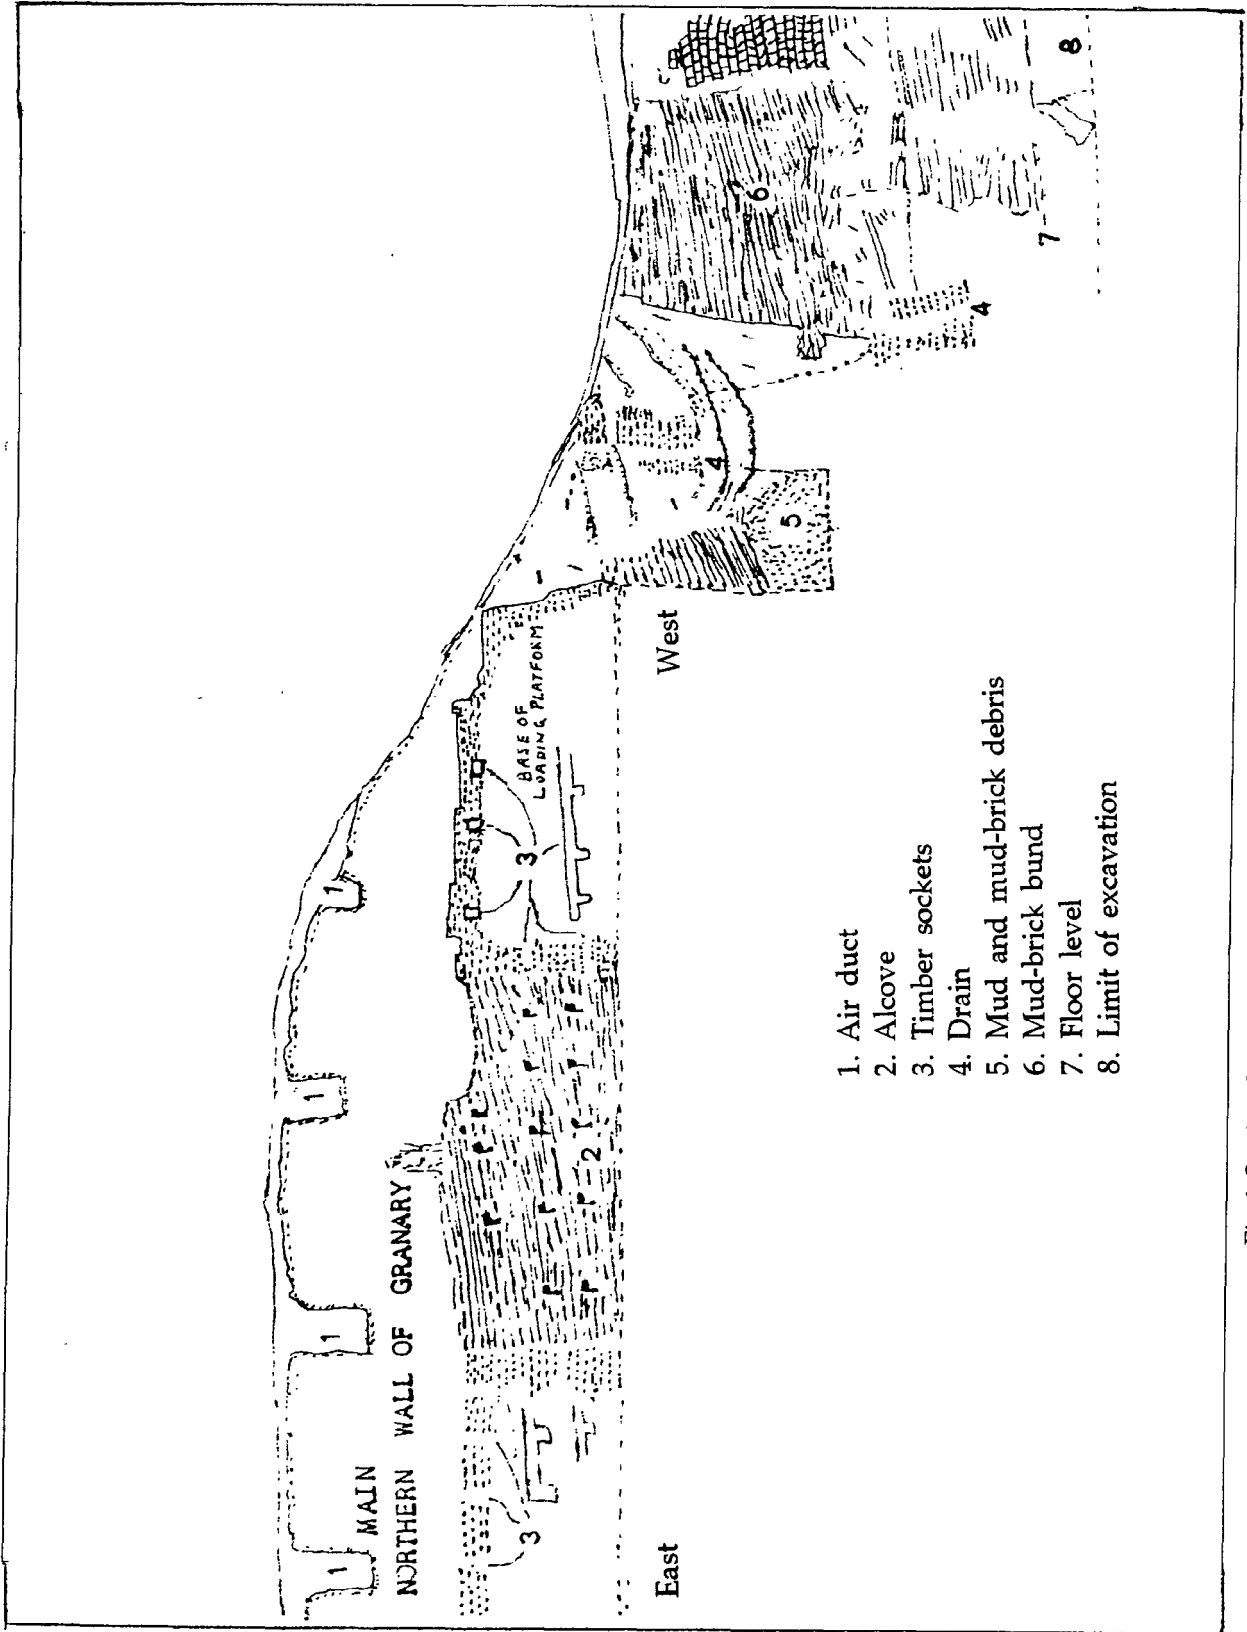 1
1
1
1
MAIN
NORTHERN WALL OF GRANARY
BASE OF
LOADING PLATFORM
3
3
2
4
5
6
4
7
8
East
West
1. Air duct
2. Alcove
3. Timber sockets
4. Drain
5. Mud and mud-brick debris
6. Mud-brick bund
7. Floor level
8. Limit of excavation